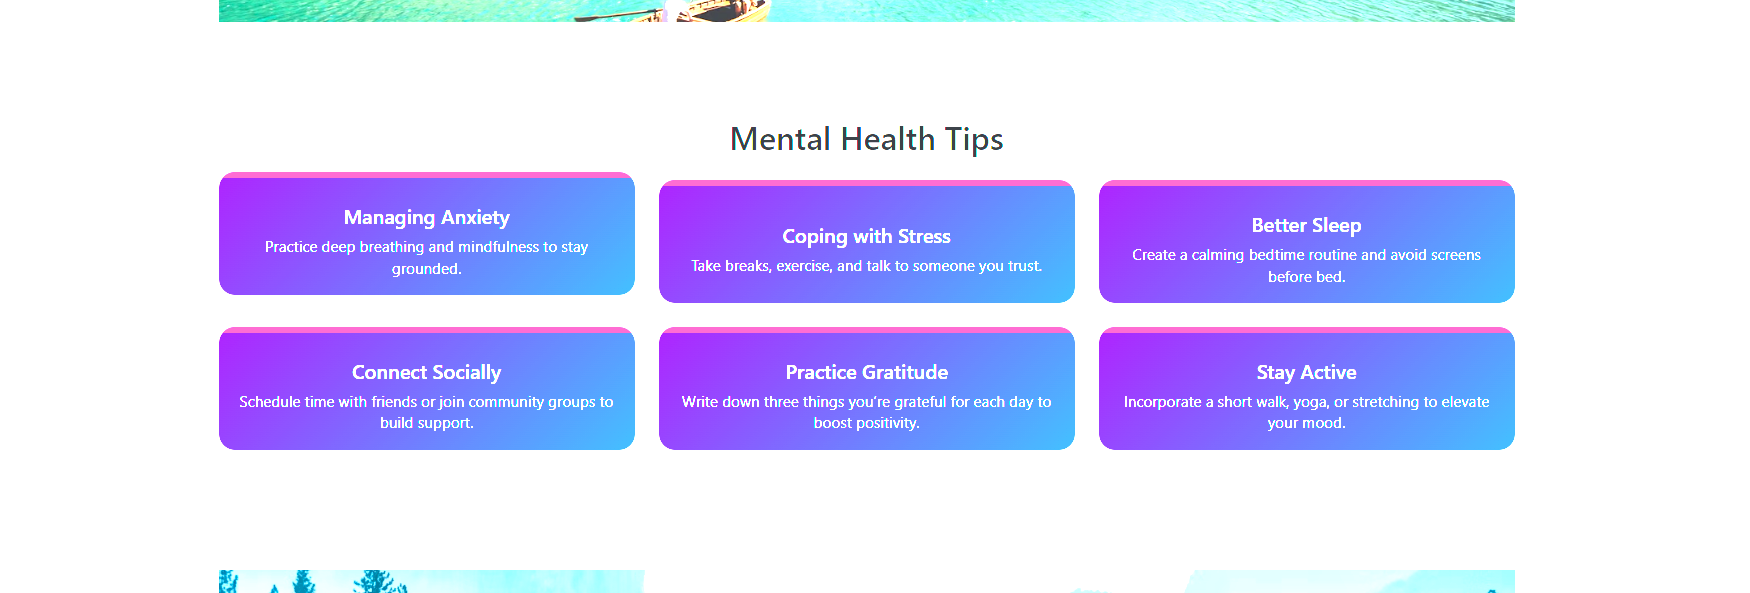 Mental Health Tips
Managing Anxiety
Practice deep breathing and mindfulness to stay
grounded.
Coping with Stress
Take breaks, exercise, and talk to someone you trust.
Better Sleep
Create a calming bedtime routine and avoid screens
before bed.
Connect Socially
Schedule time with friends or join community groups to
build support.
Practice Gratitude
Write down three things you’re grateful for each day to
boost positivity.
Stay Active
Incorporate a short walk, yoga, or stretching to elevate
your mood.